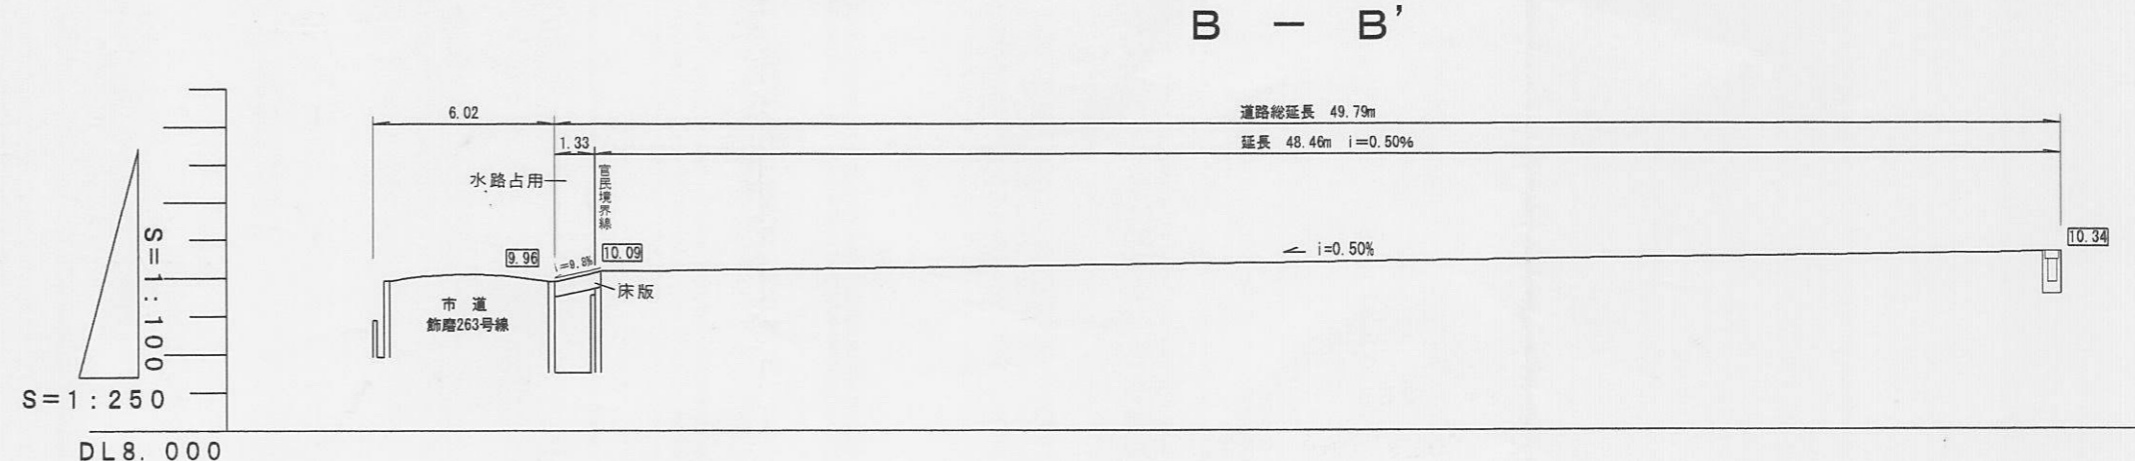 B － B’
6.02
道路総延長 49.79m
1.33
延長 48.46m i＝0.50%
水路占用
官民境界線
9.96
i＝9.8%
10.09
i=0.50%
10.34
床版
市 道
飾磨263号線
S＝1：100
S＝1：250
DL8. 000